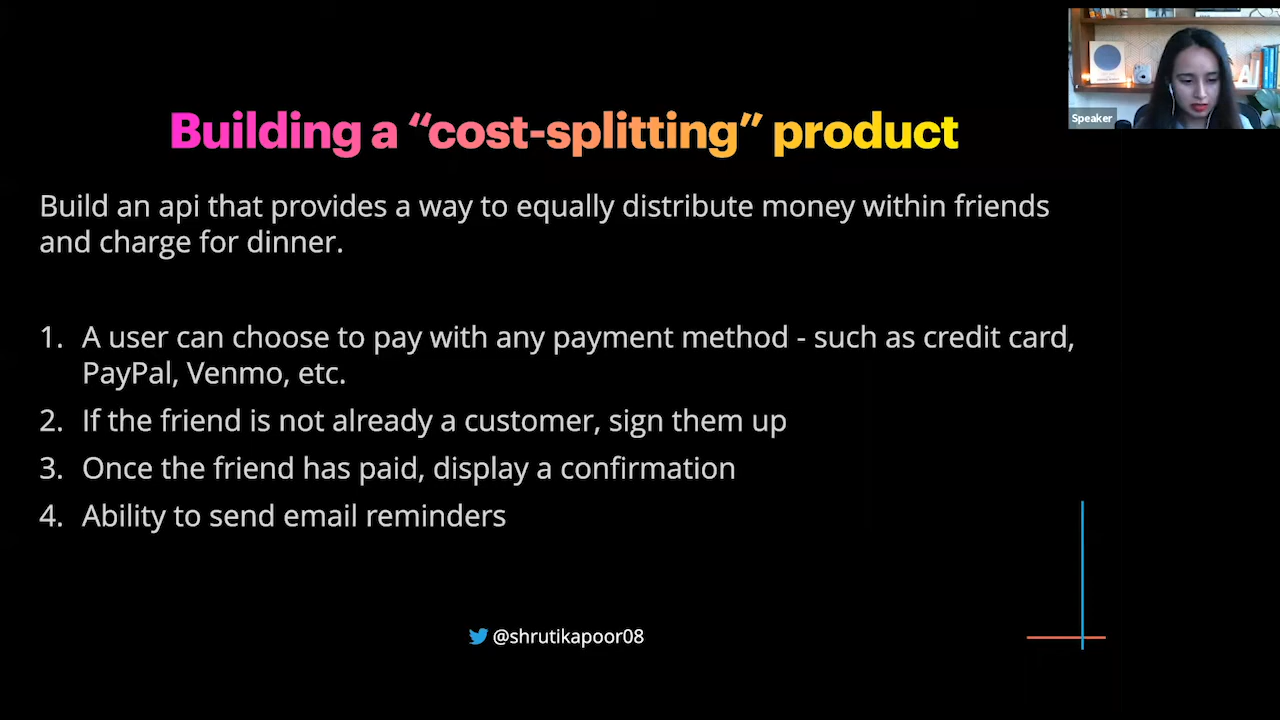 Speaker
Building a “cost-splitting” product
Build an api that provides a way to equally distribute money within friends
and charge for dinner.
1. A user can choose to pay with any payment method - such as credit card,
PayPal, Venmo, etc.
2. If the friend is not already a customer, sign them up
3. Once the friend has paid, display a confirmation
4. Ability to send email reminders
@shrutikapoor08